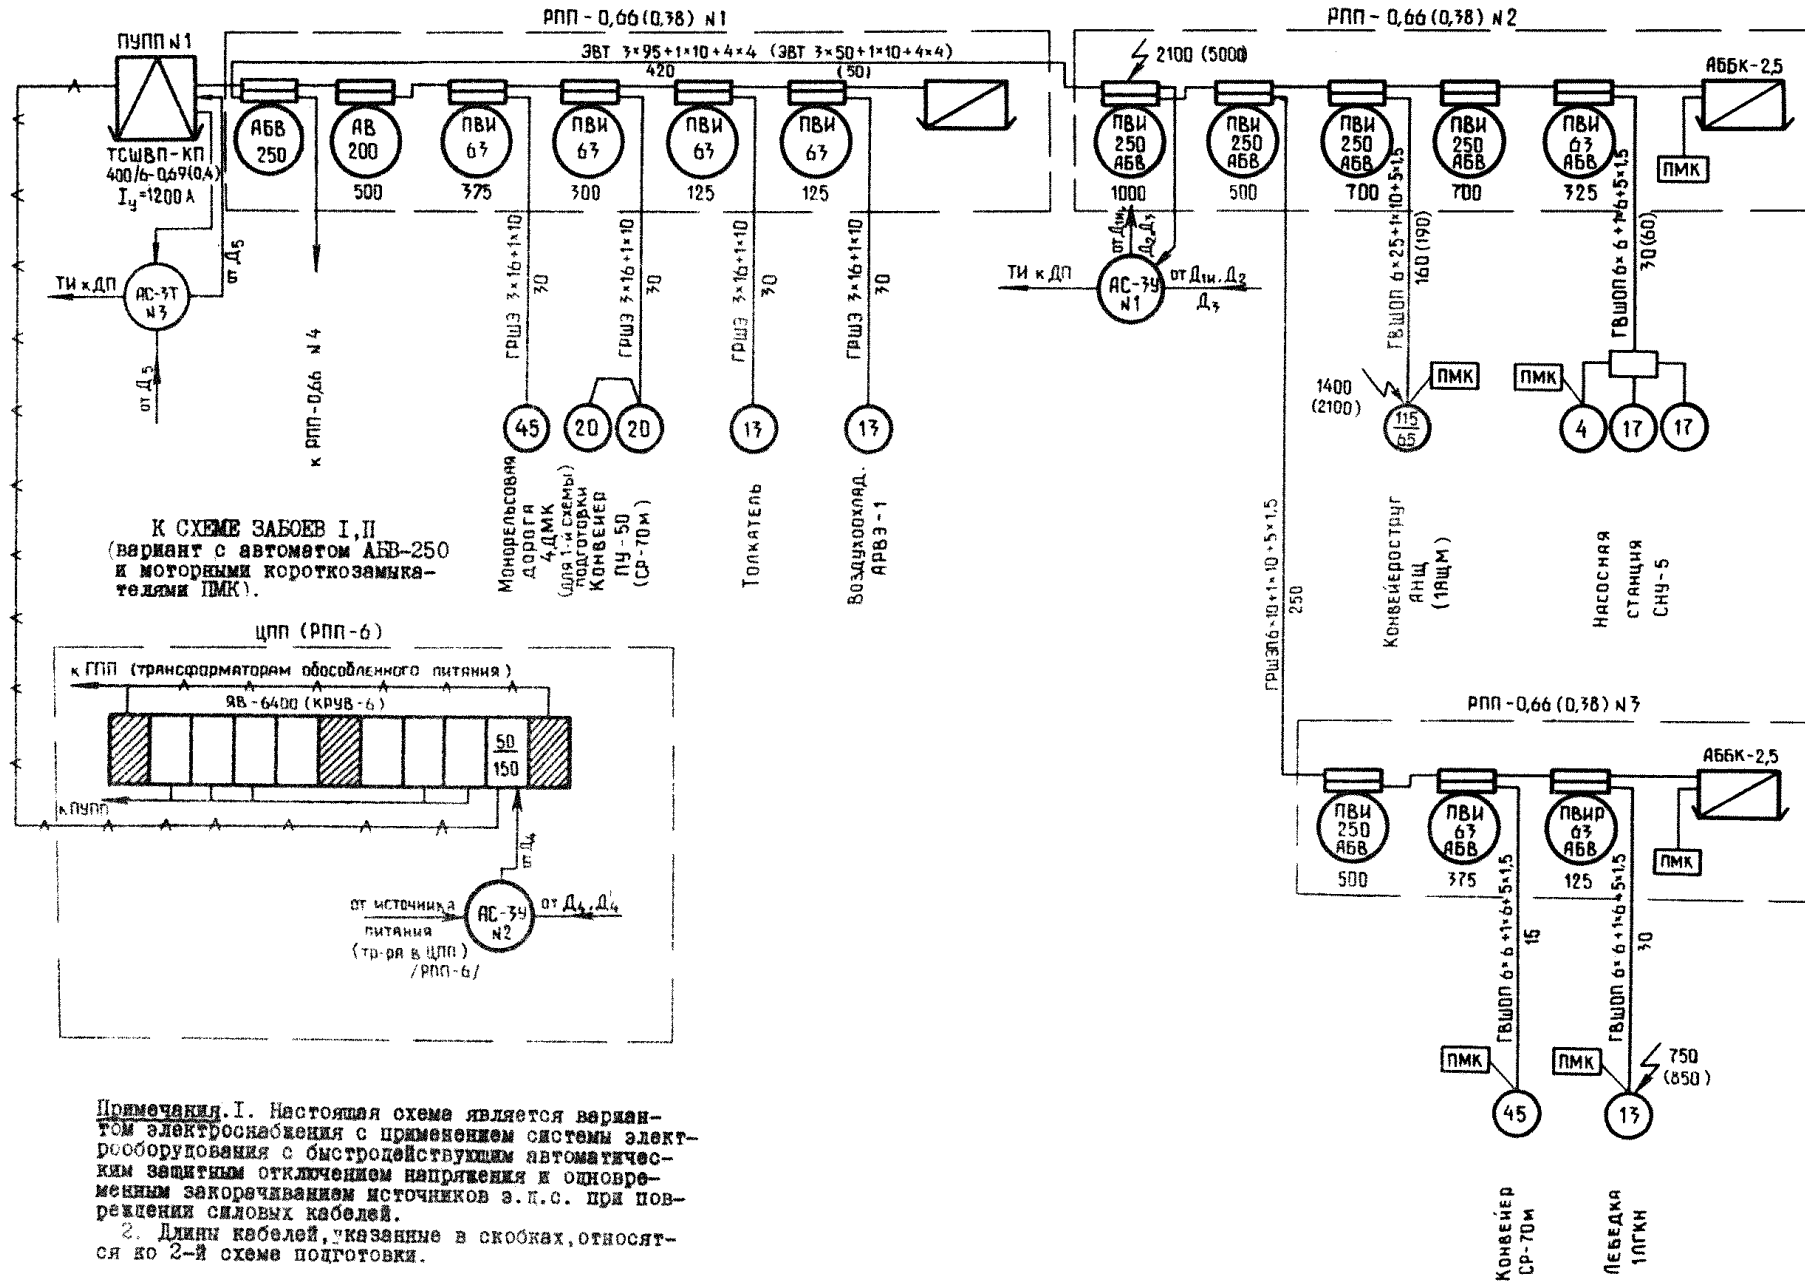 РПП - 0,66 (0,38) N1
РПП - 0,66 (0,38) N2
ПУПП N1
ЭВТ 3×95+1×10+4×4 (ЭВТ 3×50+1×10+4×4)
420 (50)
2100 (5000)
АББК-2,5
АБВ
250
АВ
200
ПВИ
63
ПВИ
63
ПВИ
63
ПВИ
63
ПВИ
250
АБВ
ПВИ
250
АБВ
ПВИ
250
АБВ
ПВИ
250
АБВ
ПВИ
63
АБВ
ПМК
500
375
300
125
125
1000
500
700
700
325
ТСШВП-КП
400/6-0,69(0,4)
Iу=1200А
от Д5
ТИ к ДП
АС-3Т
N3
от Д5
к РПП-0,66 N4
ГРШЭ 3×16+1×10
30
ГРШЭ 3×16+1×10
30
ГРШЭ 3×16+1×10
30
ГРШЭ 3×16+1×10
30
45
20
20
13
13
Монорельсовая
дорога
4ДМК
(для 1-й схемы)
подготовки
Конвейер
ПУ-50
(СР-70м)
Толкатель
Воздухоохлад.
АРВЭ-1
от Д1и,
Д2,Д3
ТИ к ДП
АС-3У
N1
от Д1и, Д2
Д3
ГВШОП 6×25+1×10+5×1,5
160 (190)
ГВШОП 6×6+1×6+5×1,5
30(60)
1400
(2100)
ПМК
115
65
ПМК
4
17
17
Конвейероструг
АНЩ
(1АЩМ)
Насосная
станция
СНУ-5
ГРШЭП6×10+1×10+5×1,5
250
К СХЕМЕ ЗАБОЕВ I,II
(вариант с автоматом АБВ-250
и моторными короткозамыка-
телями ПМК).
ЦПП (РПП-6)
к ГПП (трансформаторам обособленного питания)
ЯВ-6400 (КРУВ-6)
50
150
к ПУПП
от Д4
от источника
питания
(тр-ра в ЦПП)
/РПП-6/
АС-3У
N2
от Д4, Д4
РПП-0,66 (0,38) N3
АББК-2,5
ПВИ
250
АБВ
ПВИ
63
АБВ
ПВИР
63
АБВ
ПМК
500
375
125
ГВШОП 6×6+1×6+5×1,5
15
ГВШОП 6×6+1×6+5×1,5
30
ПМК
ПМК
750
(850)
45
13
Конвейер
СР-70м
Лебедка
1ЛГКН
Примечания.I. Настоящая схема является вариан-
том электроснабжения с применением системы элект-
рооборудования с быстродействующим автоматичес-
ким защитным отключением напряжения и одновре-
менным закорачиванием источников э.д.с. при пов-
реждении силовых кабелей.
2. Длины кабелей,указанные в скобках,относят-
ся ко 2-й схеме подготовки.